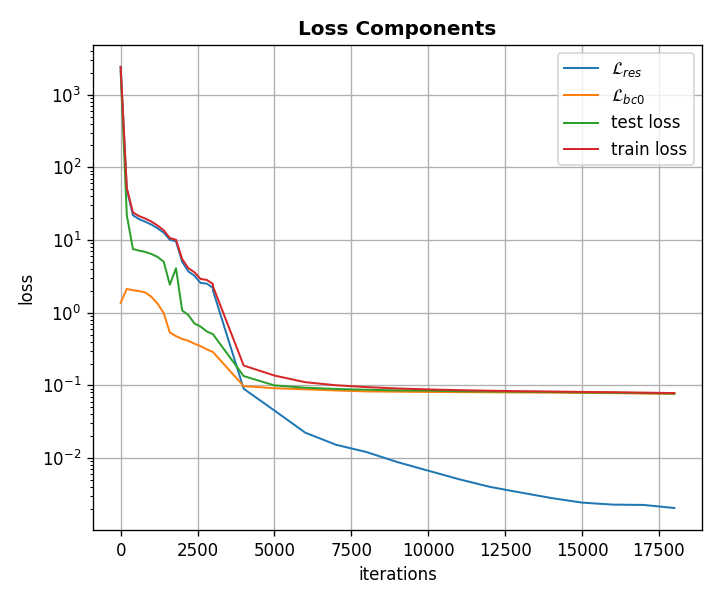 Loss Components
10³
10²
10¹
10⁰
10⁻¹
10⁻²
loss
ℒ_res
ℒ_bc0
test loss
train loss
0 2500 5000 7500 10000 12500 15000 17500
iterations